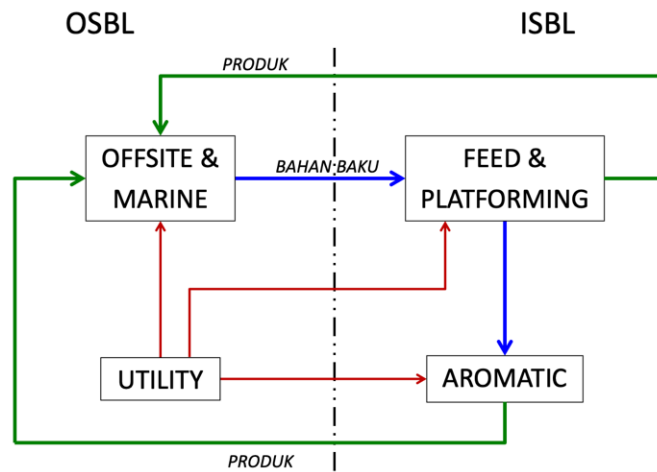 OSBL
ISBL
PRODUK
OFFSITE &
MARINE
BAHAN BAKU
FEED &
PLATFORMING
UTILITY
AROMATIC
PRODUK